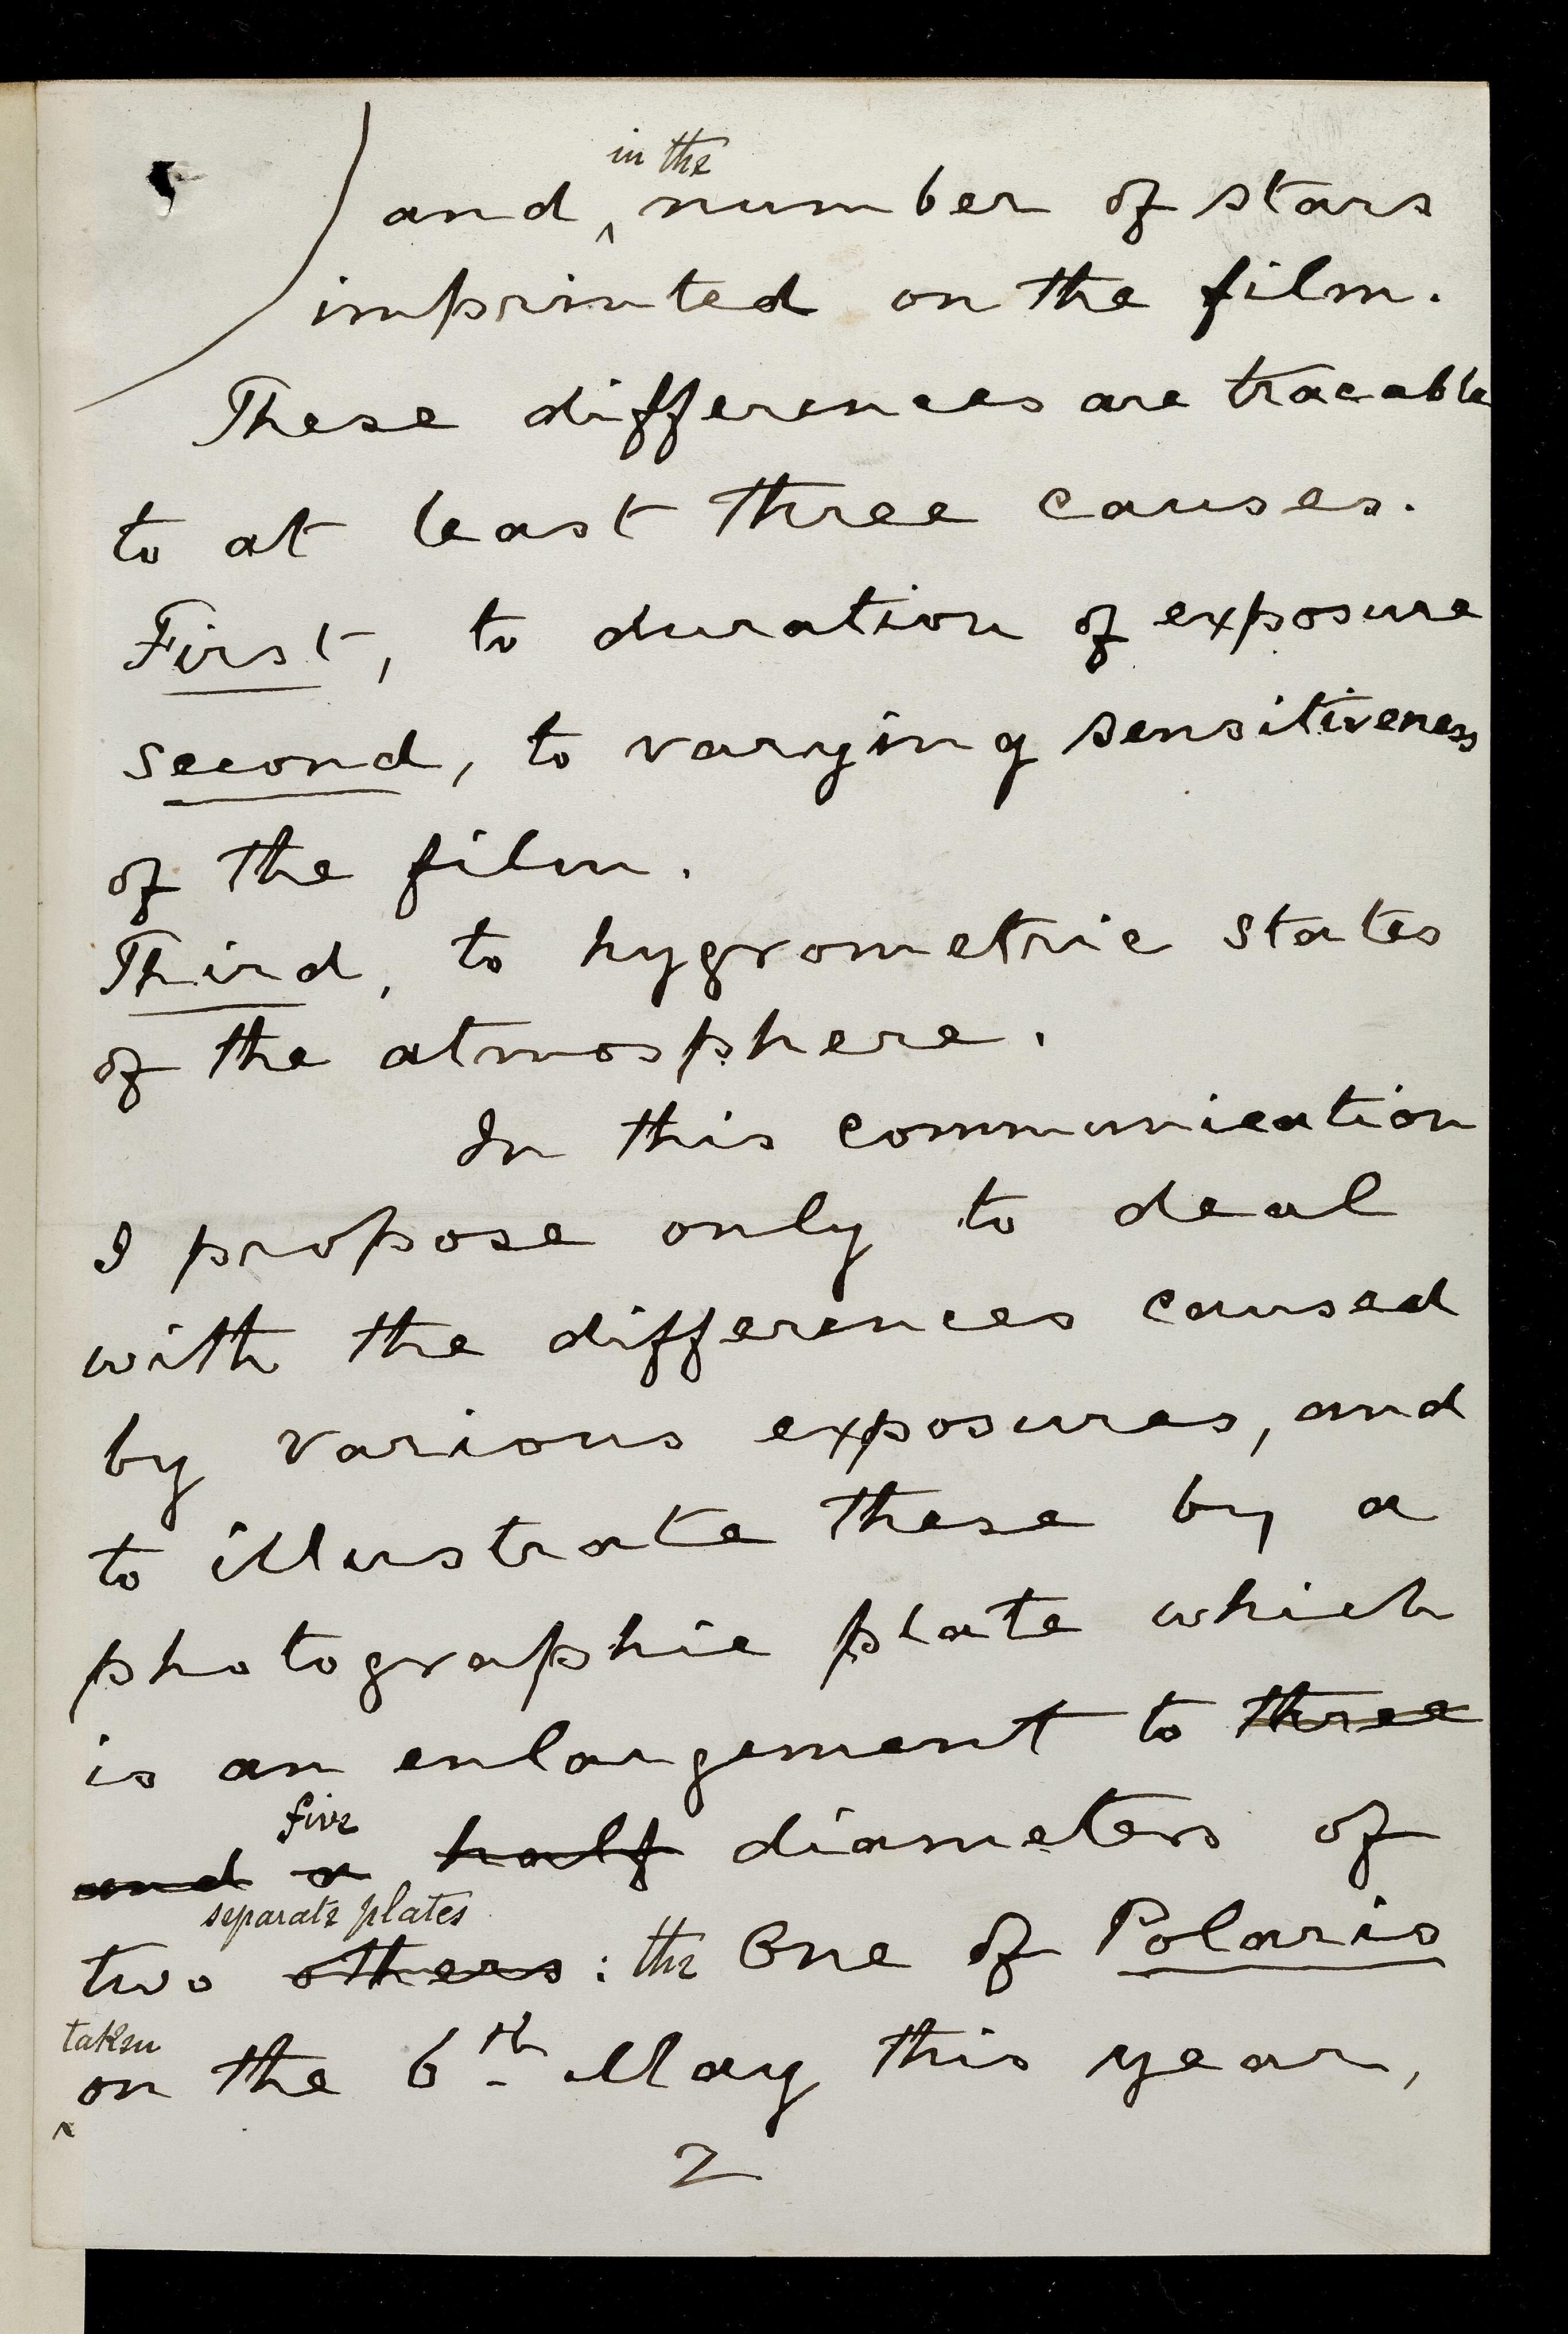 in the
and ‸ number of stars
imprinted on the film.
These differences are traceable
to at least three causes.
First, to duration of exposure
second, to varying sensitiveness
of the film.
Third, to hygrometric states
of the atmosphere.
In this communication
I propose only to deal
with the differences caused
by various exposures, and
to illustrate these by a
photographic plate which
is an enlargement to three
five
and a half diameters of
separate plates
two others : the One of Polaris
taken
‸ on the 6th May this year,
2